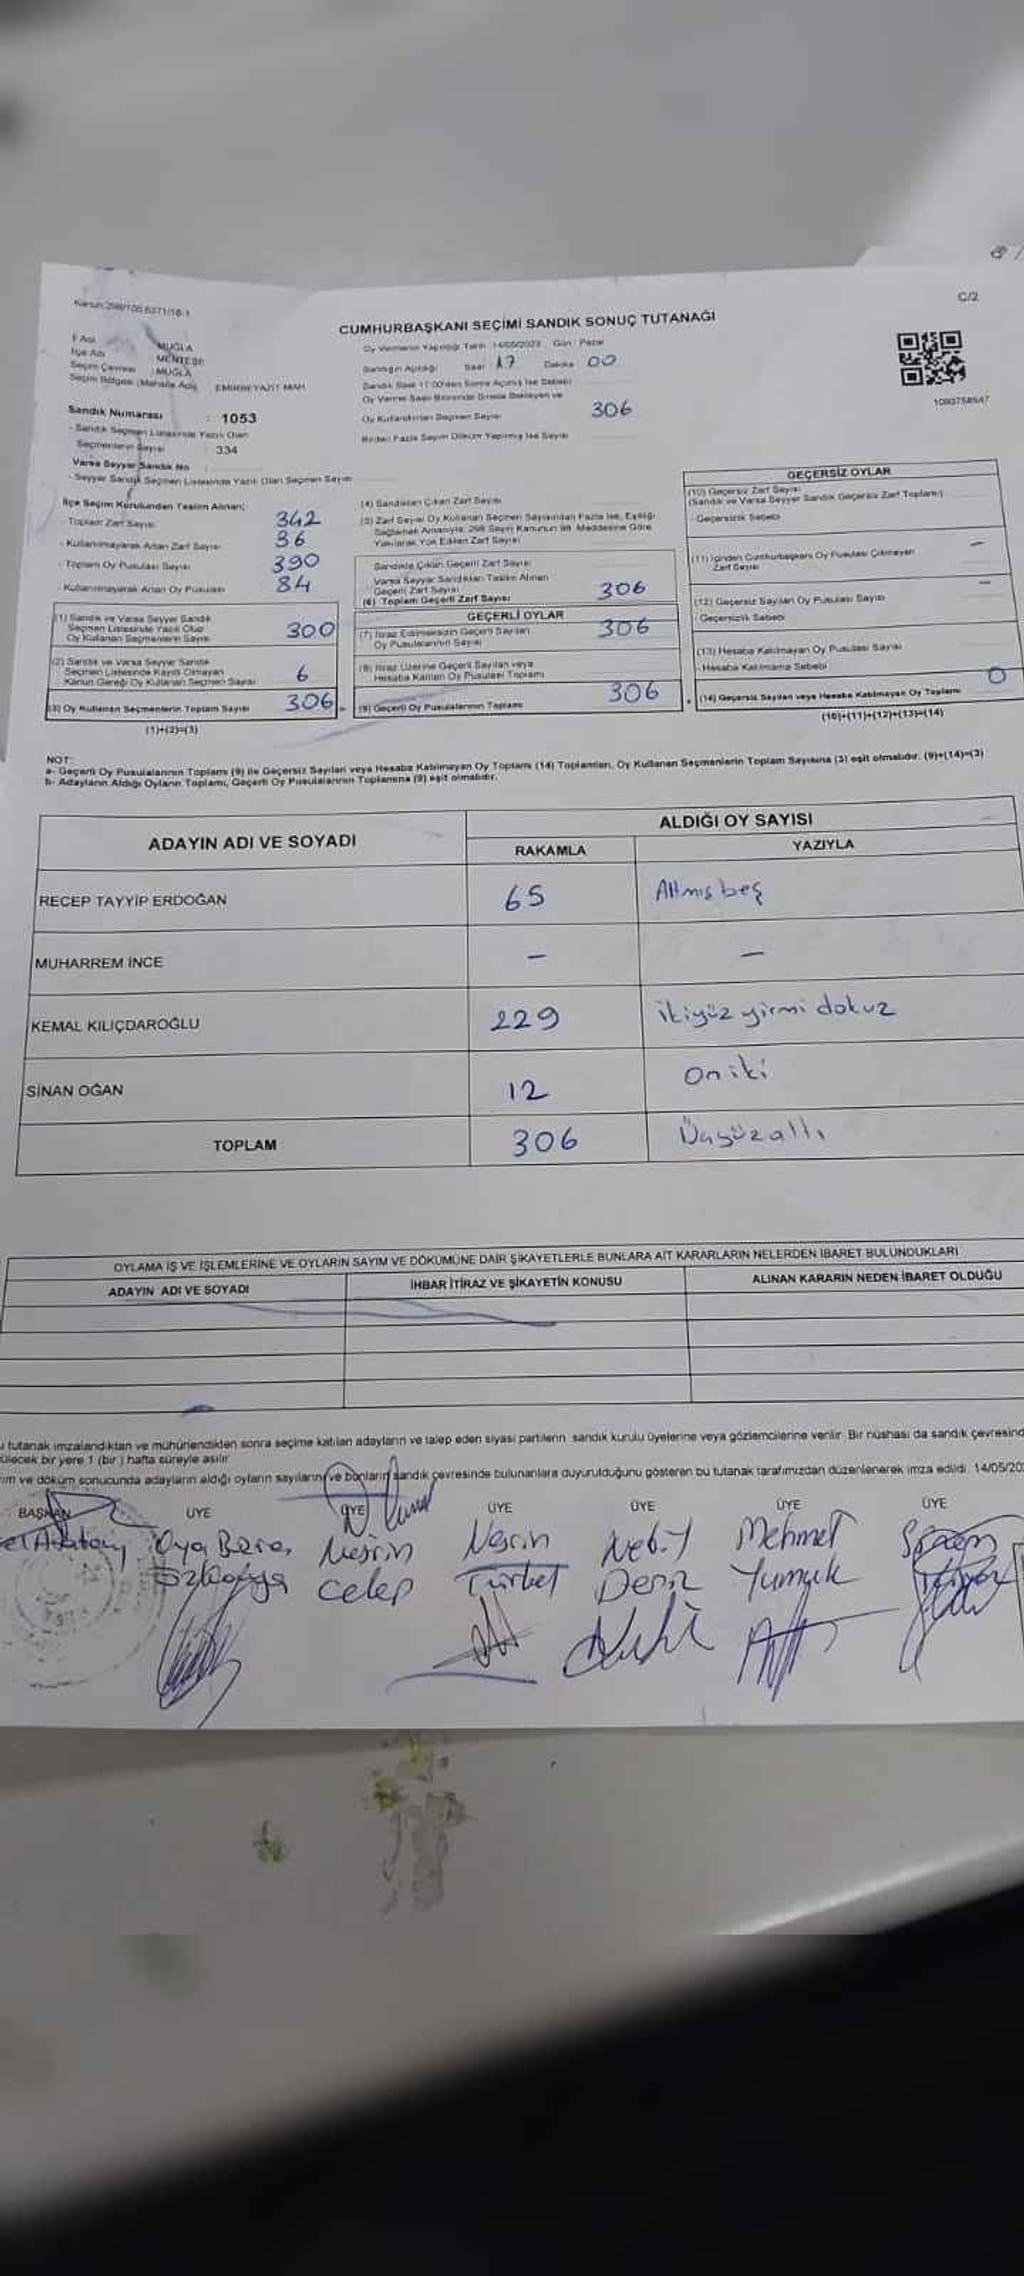 Kanun:298/105,6271/16-1
C/2
CUMHURBAŞKANI SEÇİMİ SANDIK SONUÇ TUTANAĞI
İl Adı MUĞLA
İlçe Adı MENTEŞE
Seçim Çevresi :MUĞLA
Seçim Bölgesi (Mahalle Adı) EMİRBEYAZIT MAH.
Sandık Numarası : 1053
- Sandık Seçmen Listesinde Yazılı Olan
Seçmenlerin Sayısı : 334
Varsa Seyyar Sandık No
- Seyyar Sandık Seçmen Listesinde Yazılı Olan Seçmen Sayısı
Oy Vermenin Yapıldığı Tarih :14/05/2023 Gün : Pazar
Sandığın Açıldığı Saat 17 Dakika 00
Sandık Saat 17:00'den Sonra Açılmış İse Sebebi
Oy Verme Saati Bitiminde Sırada Bekleyen ve
Oy Kullandırılan Seçmen Sayısı 306
Birden Fazla Sayım Döküm Yapılmış İse Sayısı
1093758547
İlçe Seçim Kurulundan Teslim Alınan;
- Toplam Zarf Sayısı 342
- Kullanılmayarak Artan Zarf Sayısı 36
- Toplam Oy Pusulası Sayısı 390
- Kullanılmayarak Artan Oy Pusulası 84
(1) Sandık ve Varsa Seyyar Sandık
Seçmen Listesinde Yazılı Olup
Oy Kullanan Seçmenlerin Sayısı 300
(2) Sandık ve Varsa Seyyar Sandık
Seçmen Listesinde Kayıtlı Olmayan
Kanun Gereği Oy Kullanan Seçmen Sayısı 6
(3) Oy Kullanan Seçmenlerin Toplam Sayısı 306
(1)+(2)=(3)
(4) Sandıktan Çıkan Zarf Sayısı
(5) Zarf Sayısı Oy Kullanan Seçmen Sayısından Fazla İse, Eşitliği
Sağlamak Amacıyla; 298 Sayılı Kanunun 98. Maddesine Göre
Yakılarak Yok Edilen Zarf Sayısı
Sandıkta Çıkan Geçerli Zarf Sayısı
Varsa Seyyar Sandıktan Teslim Alınan
Geçerli Zarf Sayısı
(6) Toplam Geçerli Zarf Sayısı 306
GEÇERLİ OYLAR
(7) İtiraz Edilmeksizin Geçerli Sayılan
Oy Pusulalarının Sayısı 306
(8) İtiraz Üzerine Geçerli Sayılan veya
Hesaba Katılan Oy Pusulası Toplamı
(9) Geçerli Oy Pusulalarının Toplamı 306
GEÇERSİZ OYLAR
(10) Geçersiz Zarf Sayısı
(Sandık ve Varsa Seyyar Sandık Geçersiz Zarf Toplamı)
- Geçersizlik Sebebi
(11) İçinden Cumhurbaşkanı Oy Pusulası Çıkmayan
Zarf Sayısı -
(12) Geçersiz Sayılan Oy Pusulası Sayısı -
- Geçersizlik Sebebi
(13) Hesaba Katılmayan Oy Pusulası Sayısı
- Hesaba Katılmama Sebebi
(14) Geçersiz Sayılan veya Hesaba Katılmayan Oy Toplamı 0
(10)+(11)+(12)+(13)=(14)
NOT:
a- Geçerli Oy Pusulalarının Toplamı (9) ile Geçersiz Sayılan veya Hesaba Katılmayan Oy Toplamı (14) Toplamları, Oy Kullanan Seçmenlerin Toplam Sayısına (3) eşit olmalıdır. (9)+(14)=(3)
b- Adayların Aldığı Oyların Toplamı, Geçerli Oy Pusulalarının Toplamına (9) eşit olmalıdır.
ADAYIN ADI VE SOYADI
ALDIĞI OY SAYISI
RAKAMLA YAZIYLA
RECEP TAYYİP ERDOĞAN 65 Altmışbeş
MUHARREM İNCE - -
KEMAL KILIÇDAROĞLU 229 ikiyüz yirmi dokuz
SİNAN OĞAN 12 Oniki
TOPLAM 306 Üçyüzaltı
OYLAMA İŞ VE İŞLEMLERİNE VE OYLARIN SAYIM VE DÖKÜMÜNE DAİR ŞİKAYETLERLE BUNLARA AİT KARARLARIN NELERDEN İBARET BULUNDUKLARI
ADAYIN ADI VE SOYADI İHBAR İTİRAZ VE ŞİKAYETİN KONUSU ALINAN KARARIN NEDEN İBARET OLDUĞU
u tutanak imzalandıktan ve mühürlendikten sonra seçime katılan adayların ve talep eden siyasi partilerin sandık kurulu üyelerine veya gözlemcilerine verilir. Bir nüshası da sandık çevresind
ülecek bir yere 1 (bir) hafta süreyle asılır.
ım ve döküm sonucunda adayların aldığı oyların sayılarını ve bonların sandık çevresinde bulunanlara duyurulduğunu gösteren bu tutanak tarafımızdan düzenlenerek imza edildi. 14/05/20
BAŞKAN ÜYE ÜYE ÜYE ÜYE ÜYE ÜYE
Oya Bera Nesrin Nesrin Nebil Mehmet
Özkaya Celep Türket Deniz Yumuk